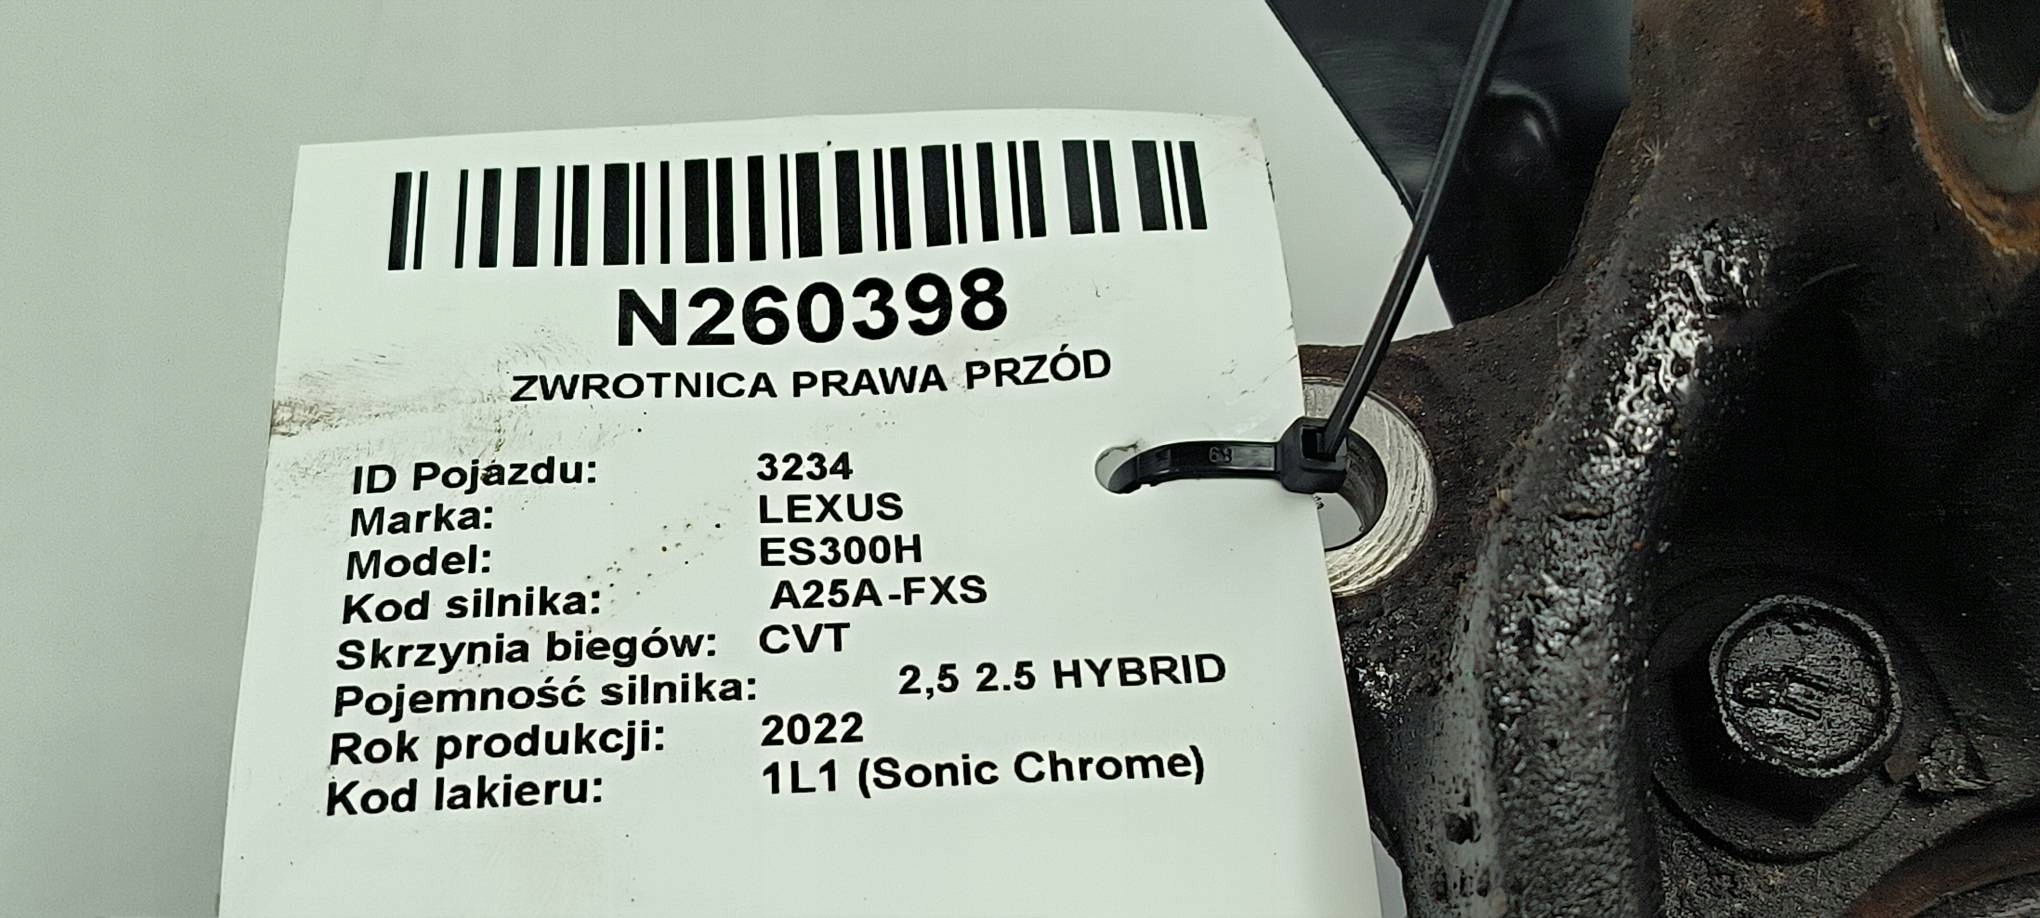 N260398
ZWROTNICA PRAWA PRZÓD
ID Pojazdu: 3234
Marka: LEXUS
Model: ES300H
Kod silnika: A25A-FXS
Skrzynia biegów: CVT
Pojemność silnika: 2,5 2.5 HYBRID
Rok produkcji: 2022
Kod lakieru: 1L1 (Sonic Chrome)